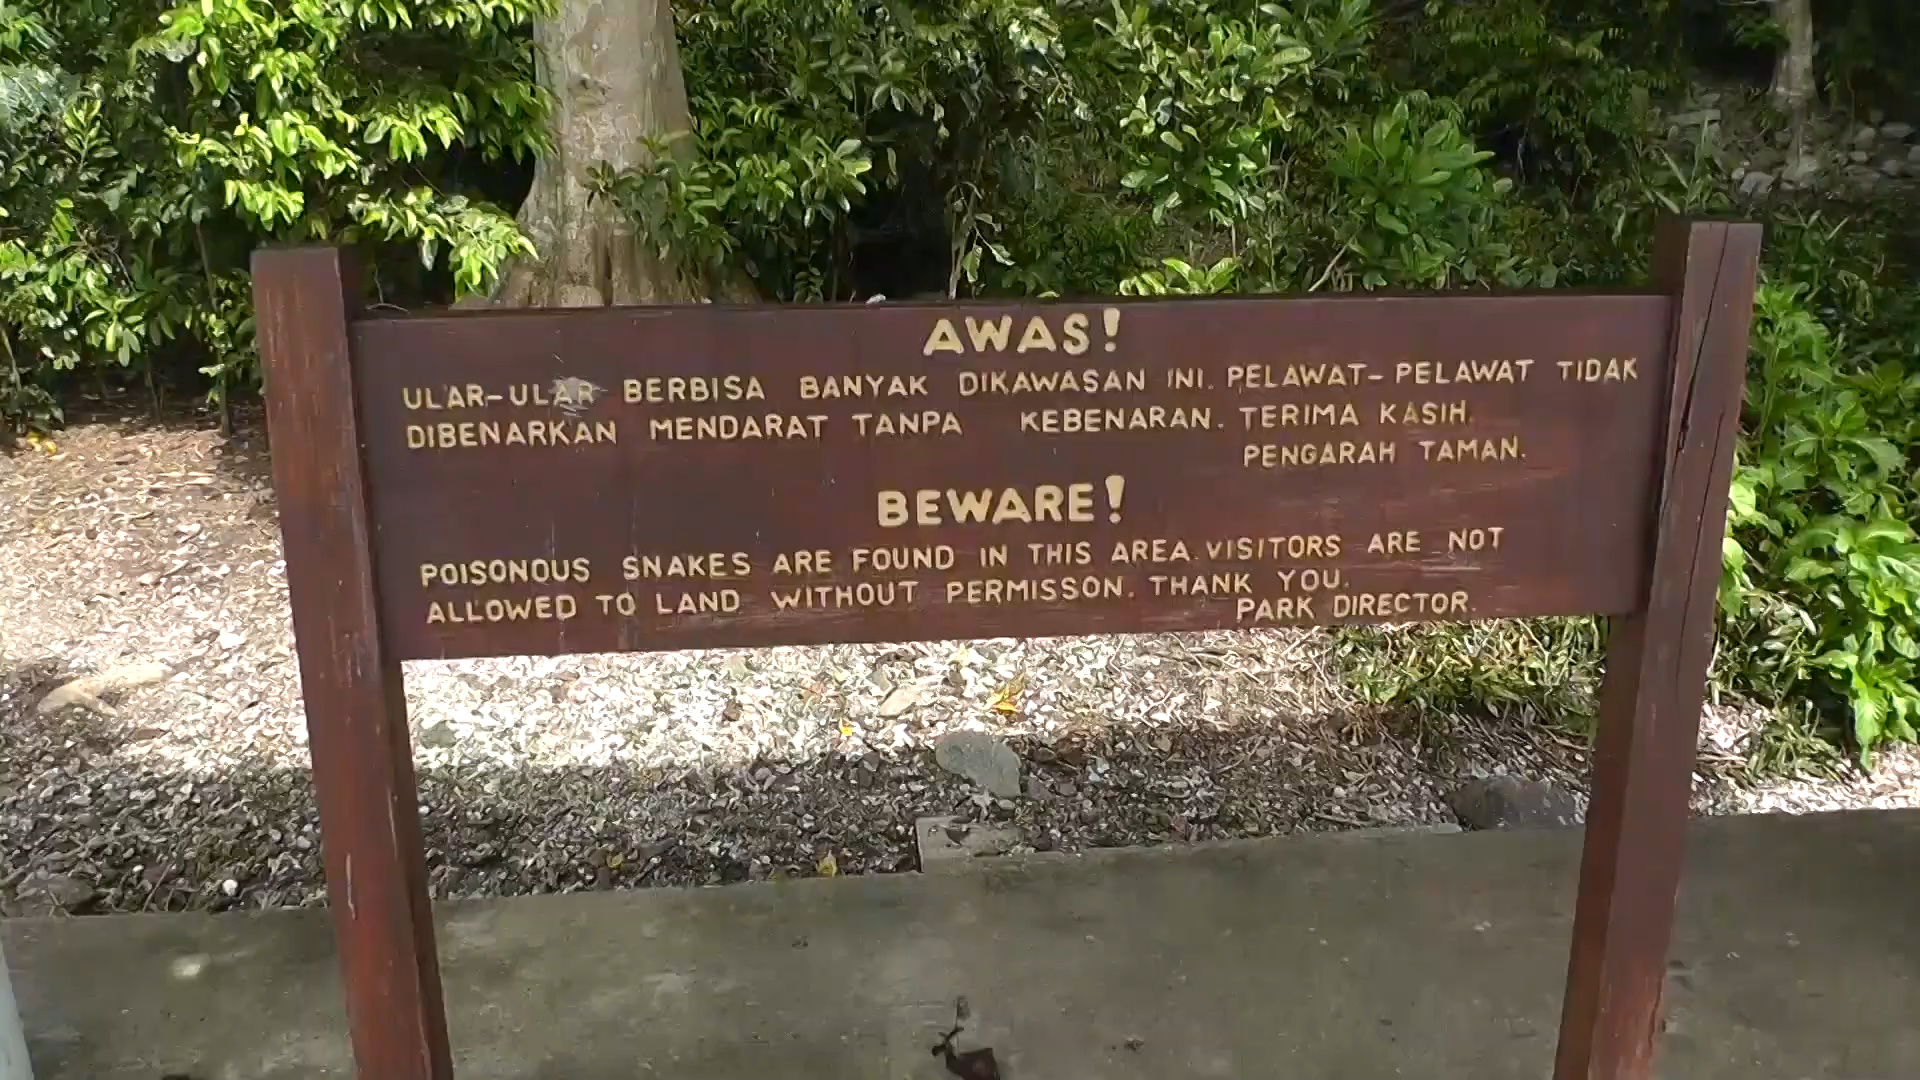 AWAS!
ULAR-ULAR BERBISA BANYAK DIKAWASAN INI. PELAWAT-PELAWAT TIDAK
DIBENARKAN MENDARAT TANPA KEBENARAN. TERIMA KASIH.
PENGARAH TAMAN.
BEWARE!
POISONOUS SNAKES ARE FOUND IN THIS AREA. VISITORS ARE NOT
ALLOWED TO LAND WITHOUT PERMISSON. THANK YOU.
PARK DIRECTOR.